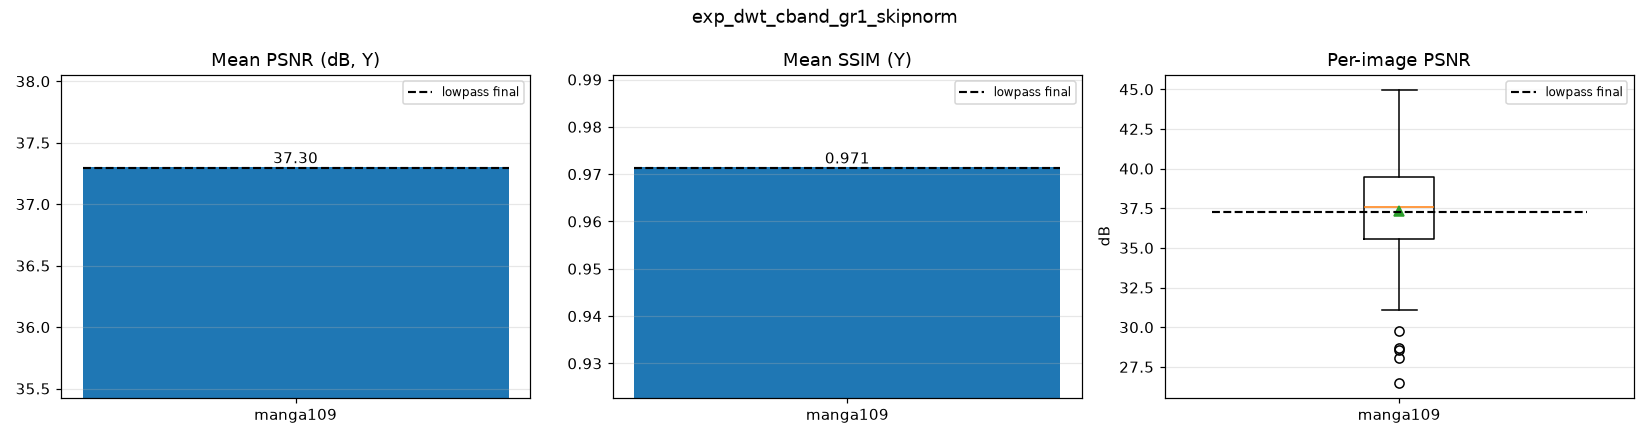 exp_dwt_cband_gr1_skipnorm
Mean PSNR (dB, Y)
38.0
37.5
37.0
36.5
36.0
35.5
lowpass final
37.30
manga109
Mean SSIM (Y)
0.99
0.98
0.97
0.96
0.95
0.94
0.93
lowpass final
0.971
manga109
Per-image PSNR
dB
45.0
42.5
40.0
37.5
35.0
32.5
30.0
27.5
lowpass final
manga109